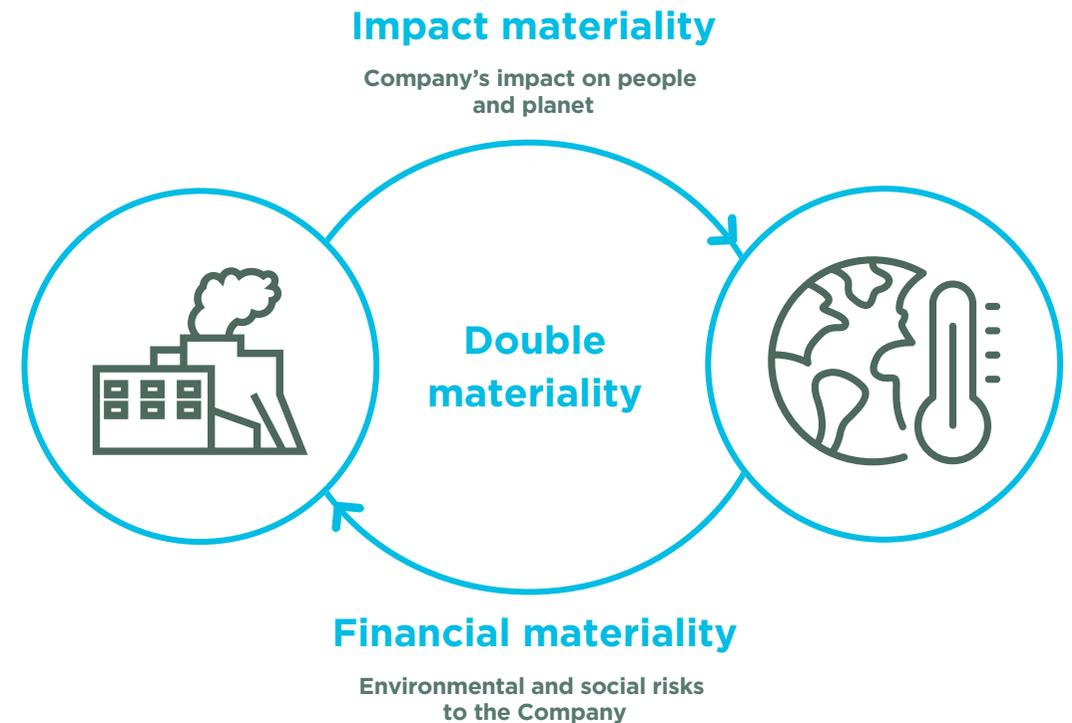 Impact materiality
Company’s impact on people
and planet
Double
materiality
Financial materiality
Environmental and social risks
to the Company